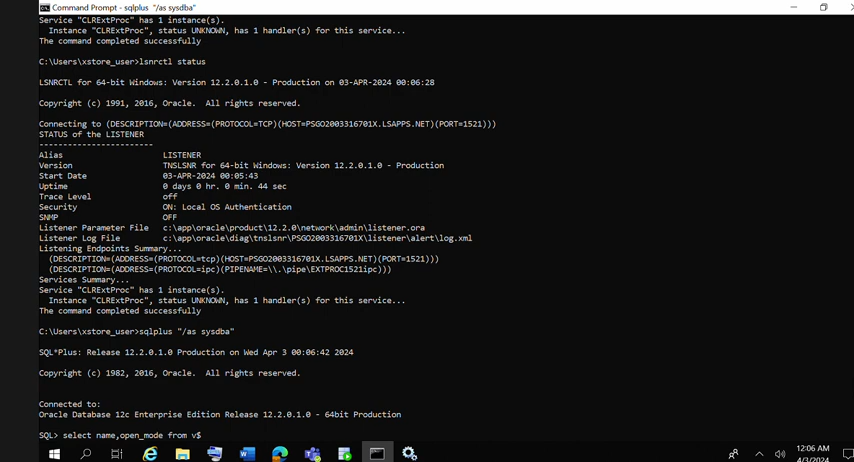 Command Prompt - sqlplus "/as sysdba"
Service "CLRExtProc" has 1 instance(s).
  Instance "CLRExtProc", status UNKNOWN, has 1 handler(s) for this service...
The command completed successfully
C:\Users\xstore_user>lsnrctl status
LSNRCTL for 64-bit Windows: Version 12.2.0.1.0 - Production on 03-APR-2024 00:06:28
Copyright (c) 1991, 2016, Oracle.  All rights reserved.
Connecting to (DESCRIPTION=(ADDRESS=(PROTOCOL=TCP)(HOST=PSGO2003316701X.LSAPPS.NET)(PORT=1521)))
STATUS of the LISTENER
------------------------
Alias                     LISTENER
Version                   TNSLSNR for 64-bit Windows: Version 12.2.0.1.0 - Production
Start Date                03-APR-2024 00:05:43
Uptime                    0 days 0 hr. 0 min. 44 sec
Trace Level               off
Security                  ON: Local OS Authentication
SNMP                      OFF
Listener Parameter File   c:\app\oracle\product\12.2.0\network\admin\listener.ora
Listener Log File         c:\app\oracle\diag\tnslsnr\PSGO2003316701X\listener\alert\log.xml
Listening Endpoints Summary...
  (DESCRIPTION=(ADDRESS=(PROTOCOL=tcp)(HOST=PSGO2003316701X.LSAPPS.NET)(PORT=1521)))
  (DESCRIPTION=(ADDRESS=(PROTOCOL=ipc)(PIPENAME=\\.\pipe\EXTPROC1521ipc)))
Services Summary...
Service "CLRExtProc" has 1 instance(s).
  Instance "CLRExtProc", status UNKNOWN, has 1 handler(s) for this service...
The command completed successfully
C:\Users\xstore_user>sqlplus "/as sysdba"
SQL*Plus: Release 12.2.0.1.0 Production on Wed Apr 3 00:06:42 2024
Copyright (c) 1982, 2016, Oracle.  All rights reserved.
Connected to:
Oracle Database 12c Enterprise Edition Release 12.2.0.1.0 - 64bit Production
SQL> select name,open_mode from v$
12:06 AM
4/3/2024